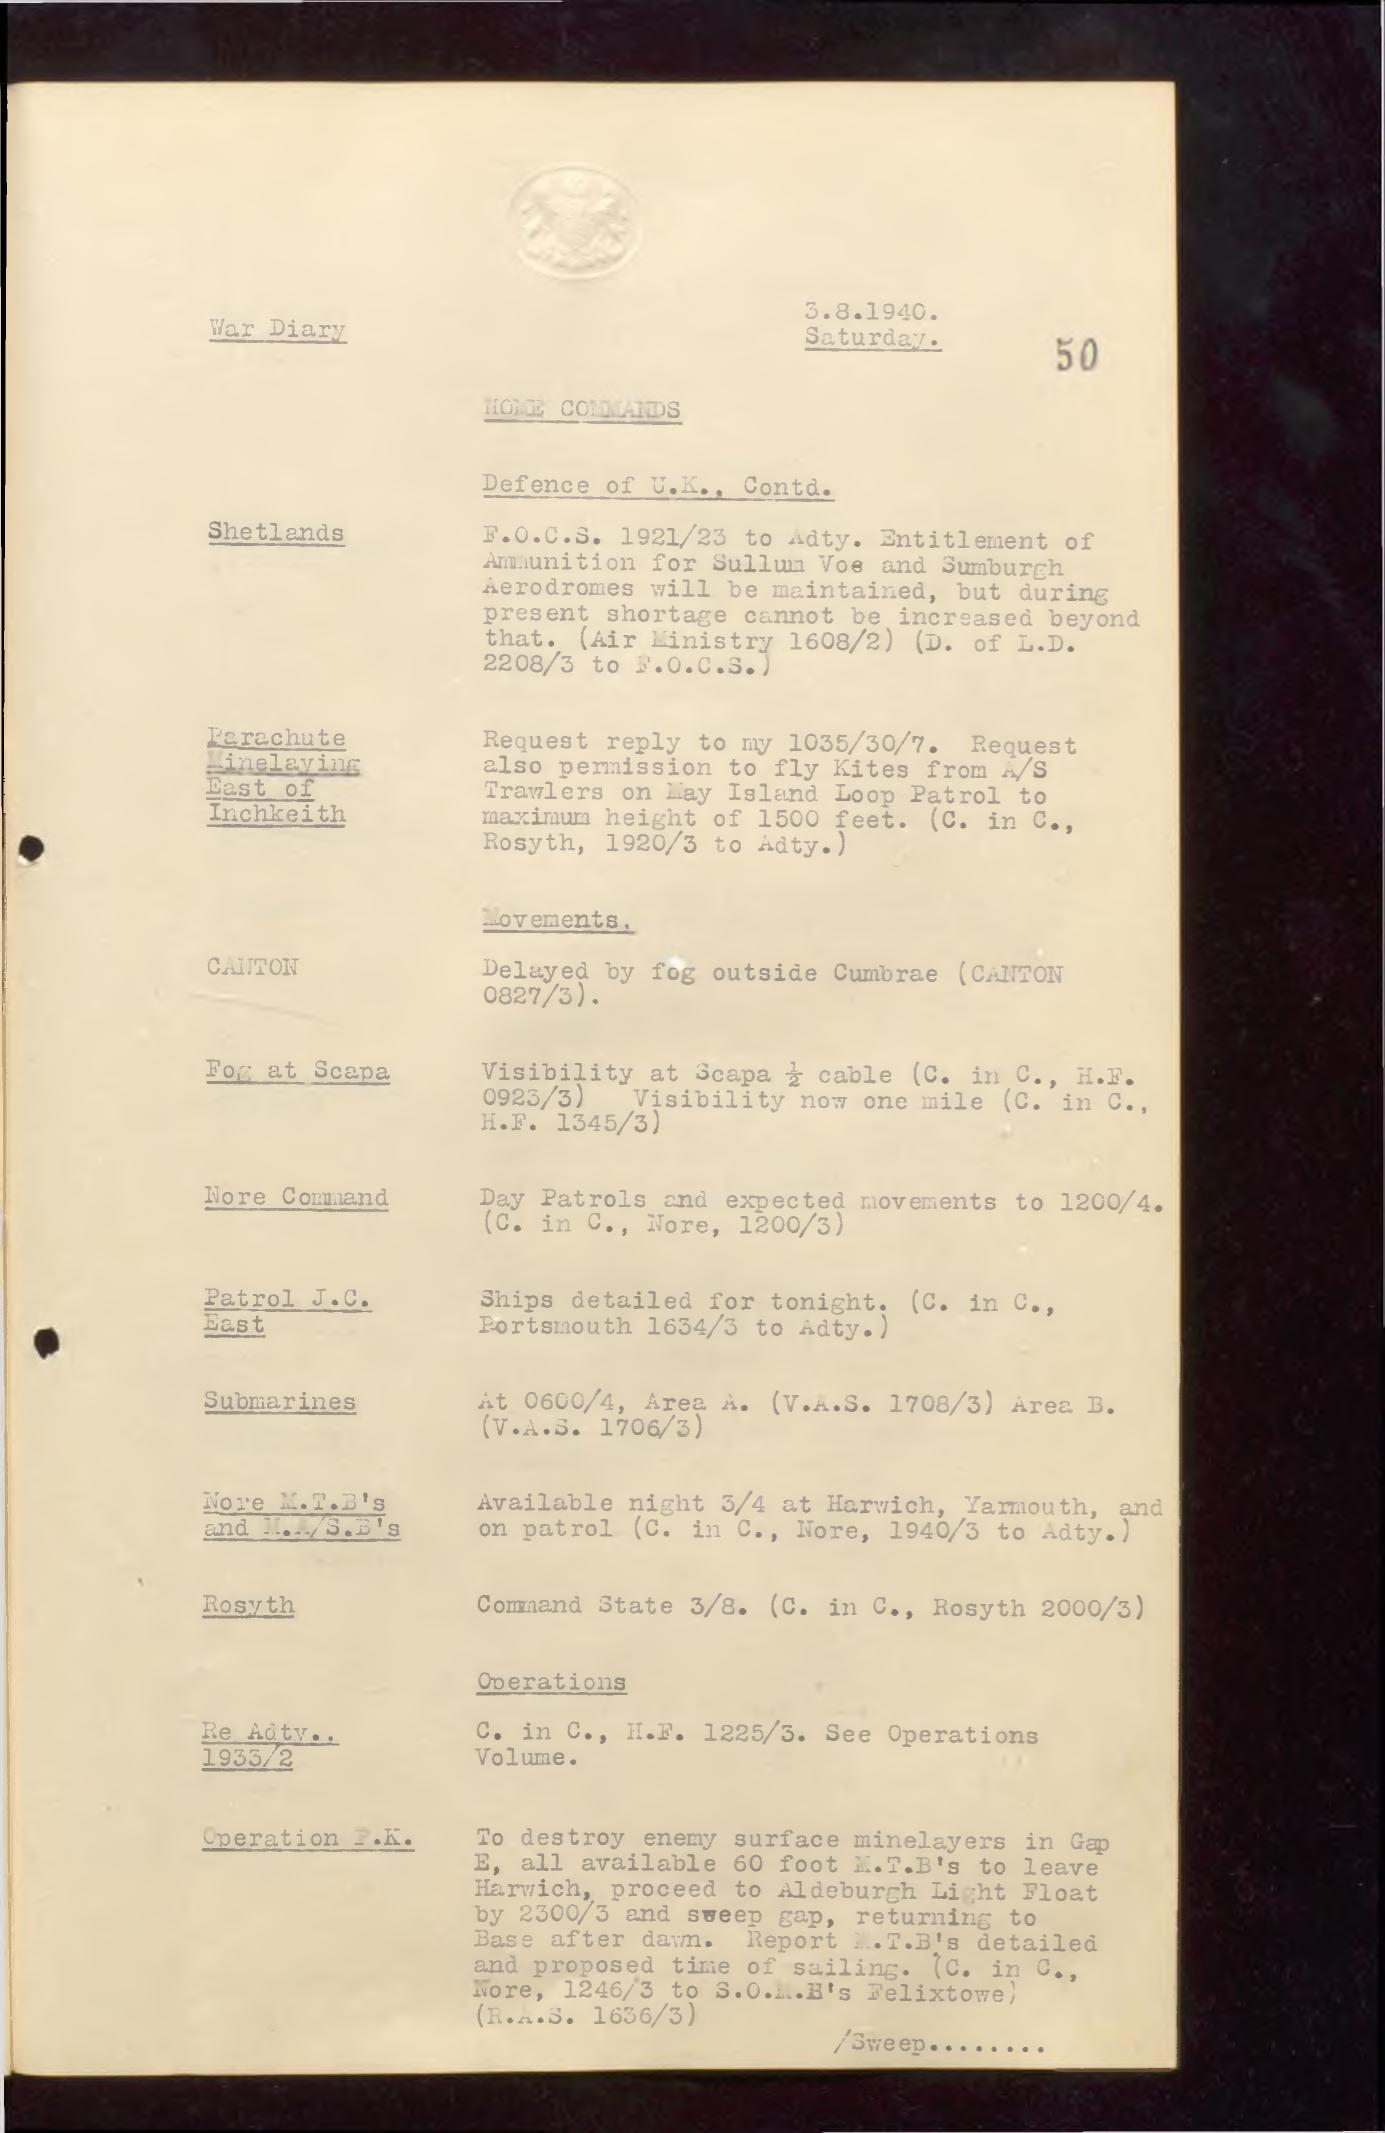 War Diary
3.8.1940.
Saturday.
50
HOME COMMANDS
Defence of U.K., Contd.
Shetlands
F.O.C.S. 1921/23 to Adty. Entitlement of
Ammunition for Sullum Voe and Sumburgh
Aerodromes will be maintained, but during
present shortage cannot be increased beyond
that. (Air Ministry 1608/2) (D. of L.D.
2208/3 to F.O.C.S.)
Parachute
Minelaying
East of
Inchkeith
Request reply to my 1035/30/7. Request
also permission to fly Kites from A/S
Trawlers on May Island Loop Patrol to
maximum height of 1500 feet. (C. in C.,
Rosyth, 1920/3 to Adty.)
Movements.
CANTON
Delayed by fog outside Cumbrae (CANTON
0827/3).
Fog at Scapa
Visibility at Scapa ½ cable (C. in C., H.F.
0923/3) Visibility now one mile (C. in C.,
H.F. 1345/3)
Nore Command
Day Patrols and expected movements to 1200/4.
(C. in C., Nore, 1200/3)
Patrol J.C.
East
Ships detailed for tonight. (C. in C.,
Portsmouth 1634/3 to Adty.)
Submarines
At 0600/4, Area A. (V.A.S. 1708/3) Area B.
(V.A.S. 1706/3)
Nore M.T.B's
and M.A/S.B's
Available night 3/4 at Harwich, Yarmouth, and
on patrol (C. in C., Nore, 1940/3 to Adty.)
Rosyth
Command State 3/8. (C. in C., Rosyth 2000/3)
Operations
Re Adty.,
1933/2
C. in C., H.F. 1225/3. See Operations
Volume.
Operation P.K.
To destroy enemy surface minelayers in Gap
E, all available 60 foot M.T.B's to leave
Harwich, proceed to Aldeburgh Light Float
by 2300/3 and sweep gap, returning to
Base after dawn. Report M.T.B's detailed
and proposed time of sailing. (C. in C.,
Nore, 1246/3 to S.O.M.B's Felixtowe)
(R.A.S. 1636/3)
/Sweep........